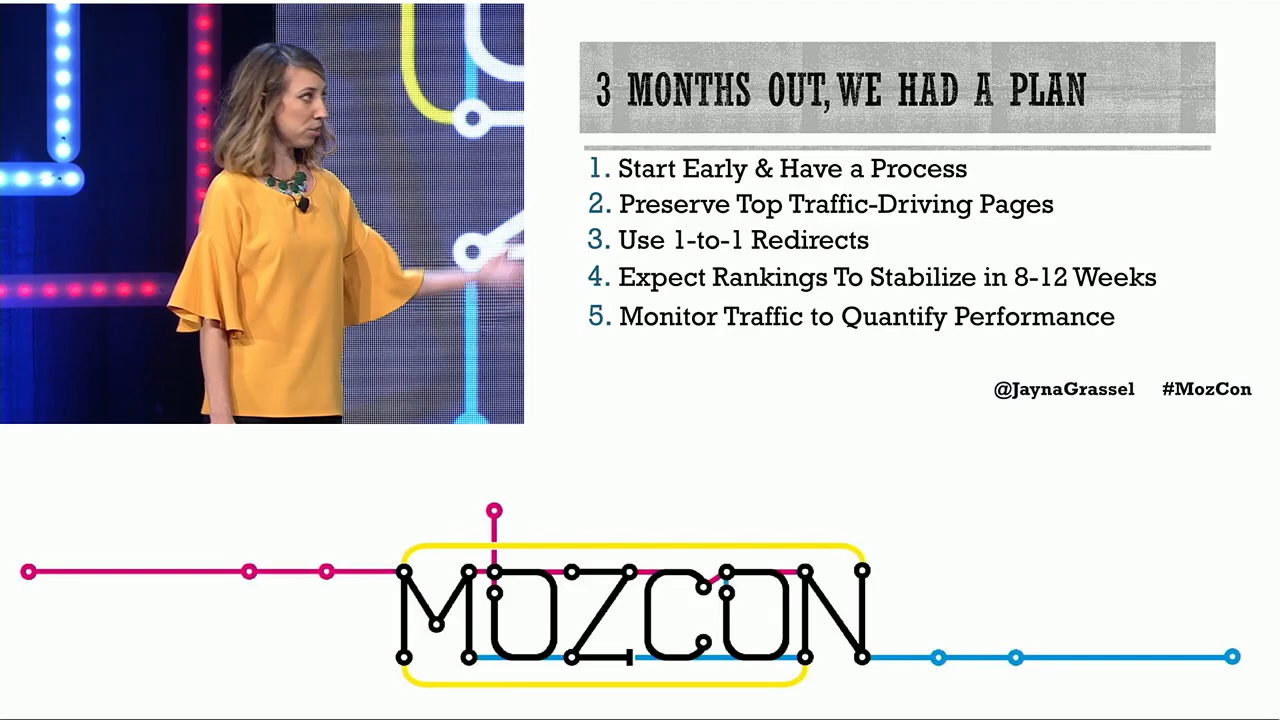 3 MONTHS OUT, WE HAD A PLAN
1. Start Early & Have a Process
2. Preserve Top Traffic-Driving Pages
3. Use 1-to-1 Redirects
4. Expect Rankings To Stabilize in 8-12 Weeks
5. Monitor Traffic to Quantify Performance
@JaynaGrassel #MozCon
MOZCON